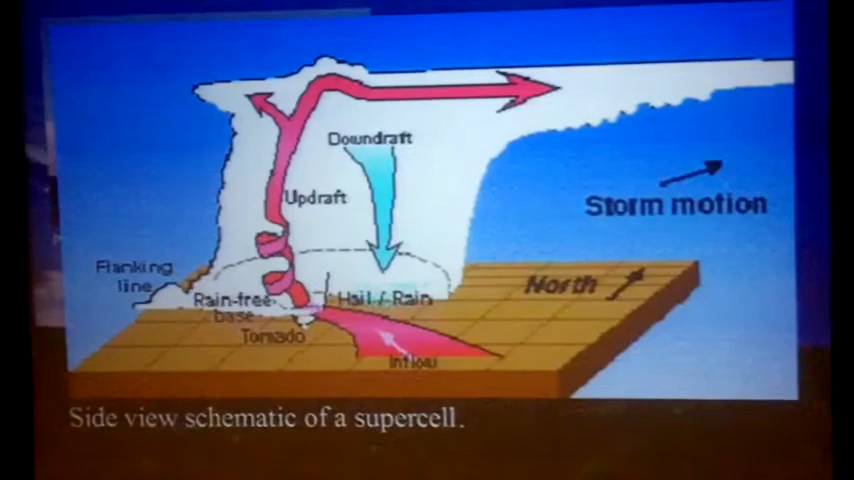 Downdraft
Updraft
Storm motion
Flanking
line
North
Rain-free
base
Hail / Rain
Tornado
Inflow
Side view schematic of a supercell.